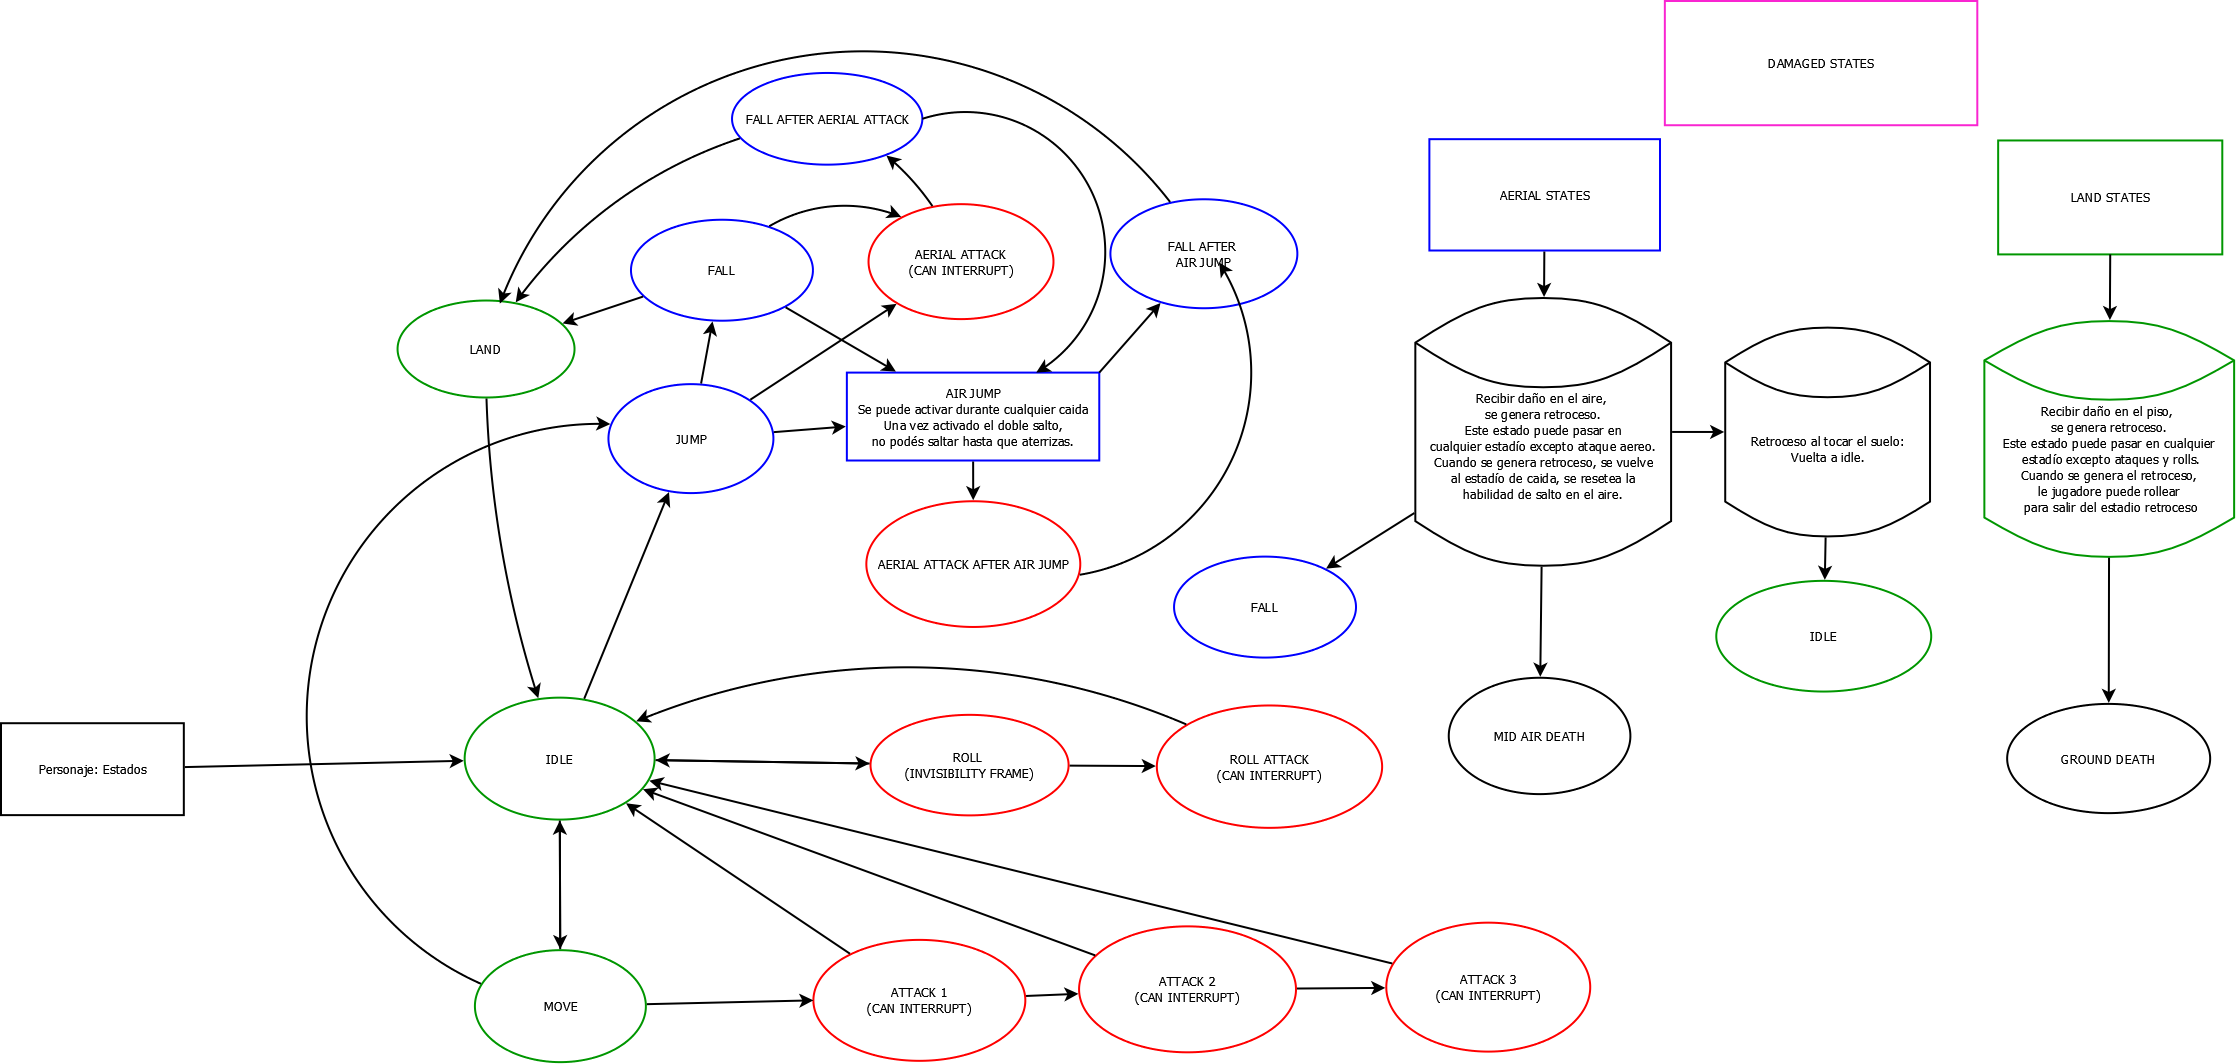 DAMAGED STATES
FALL AFTER AERIAL ATTACK
AERIAL STATES
LAND STATES
FALL AFTER
AIR JUMP
AERIAL ATTACK
(CAN INTERRUPT)
FALL
LAND
JUMP
AIR JUMP
Se puede activar durante cualquier caida
Una vez activado el doble salto,
no podés saltar hasta que aterrizas.
Recibir daño en el aire,
se genera retroceso.
Este estado puede pasar en
cualquier estadío excepto ataque aereo.
Cuando se genera retroceso, se vuelve
al estadío de caida, se resetea la
habilidad de salto en el aire.
Retroceso al tocar el suelo:
Vuelta a idle.
Recibir daño en el piso,
se genera retroceso.
Este estado puede pasar en cualquier
estadío excepto ataques y rolls.
Cuando se genera el retroceso,
le jugadore puede rollear
para salir del estadio retroceso
AERIAL ATTACK AFTER AIR JUMP
FALL
IDLE
MID AIR DEATH
GROUND DEATH
Personaje: Estados
IDLE
ROLL
(INVISIBILITY FRAME)
ROLL ATTACK
(CAN INTERRUPT)
MOVE
ATTACK 1
(CAN INTERRUPT)
ATTACK 2
(CAN INTERRUPT)
ATTACK 3
(CAN INTERRUPT)